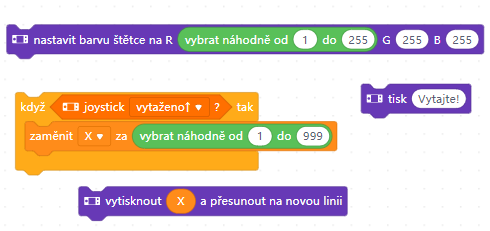 nastavit barvu štětce na R vybrat náhodně od 1 do 255 G 255 B 255
tisk Vytajte!
když joystick vytaženo↑ ? tak
zaměnit X za vybrat náhodně od 1 do 999
vytisknout X a přesunout na novou linii